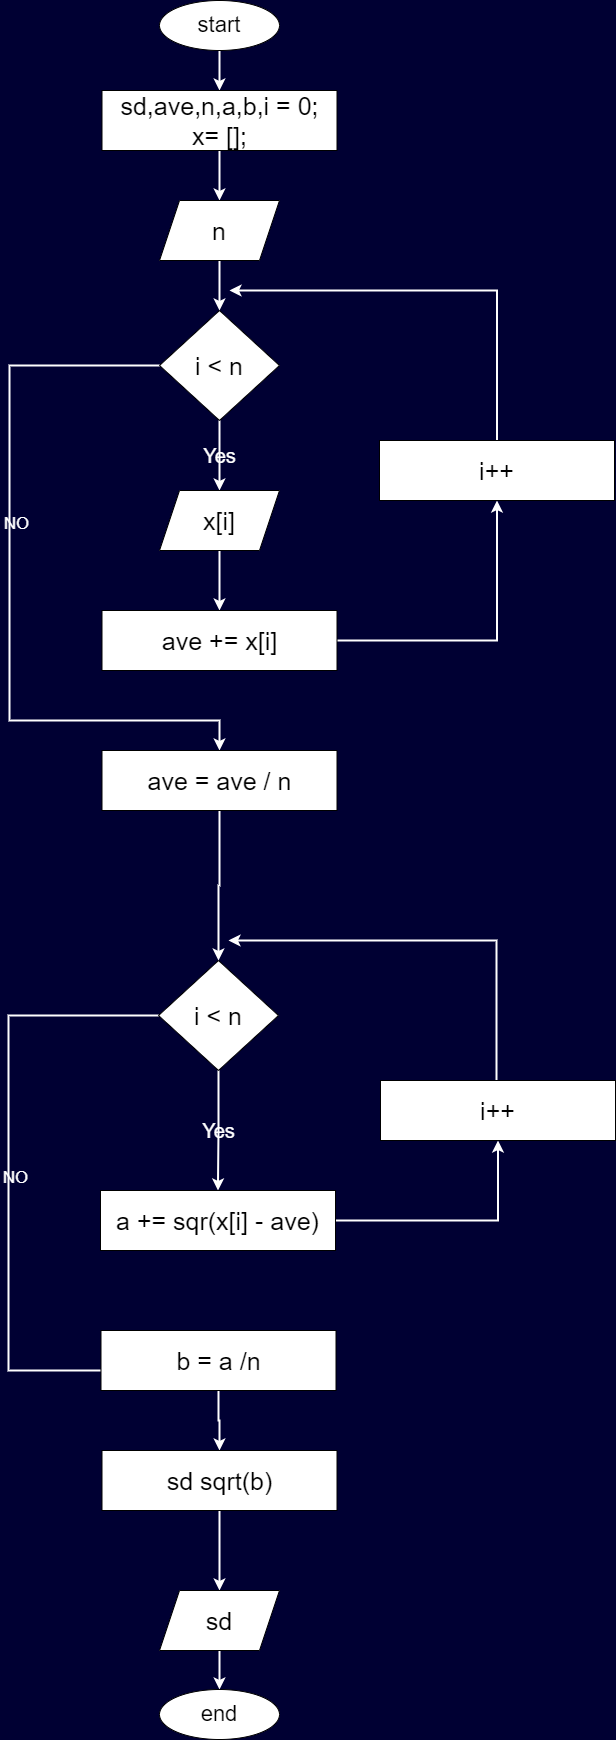 start
sd,ave,n,a,b,i = 0;
x= [];
n
i < n
Yes
i++
NO
x[i]
ave += x[i]
ave = ave / n
i < n
Yes
i++
NO
a += sqr(x[i] - ave)
b = a /n
sd sqrt(b)
sd
end